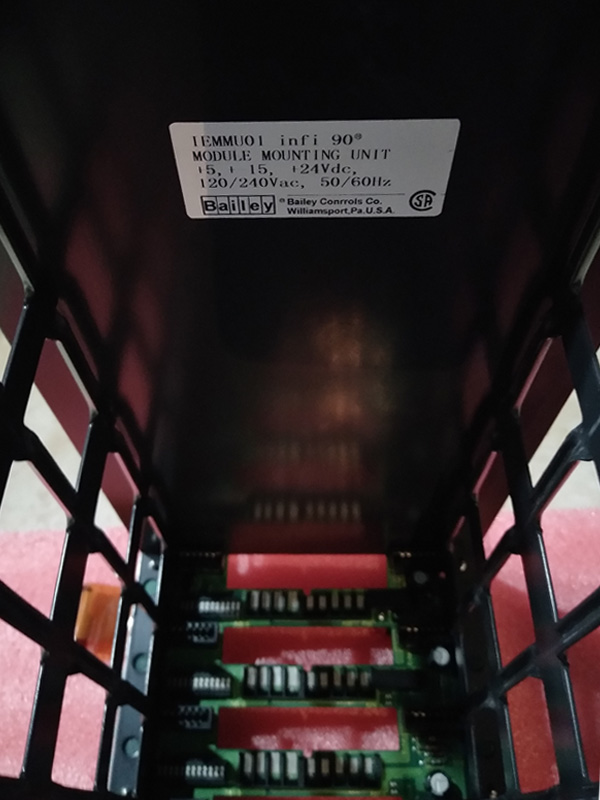 IEMMU01 infi 90®
MODULE MOUNTING UNIT
+5,+ 15, +24Vdc,
120/240Vac, 50/60Hz
Bailey ® Bailey Conrrols Co.
Williamsport,Pa.U.S.A.
SA